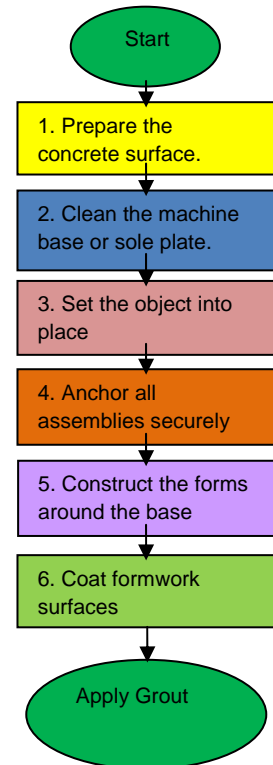 Start
1. Prepare the
concrete surface.
2. Clean the machine
base or sole plate.
3. Set the object into
place
4. Anchor all
assemblies securely
5. Construct the forms
around the base
6. Coat formwork
surfaces
Apply Grout